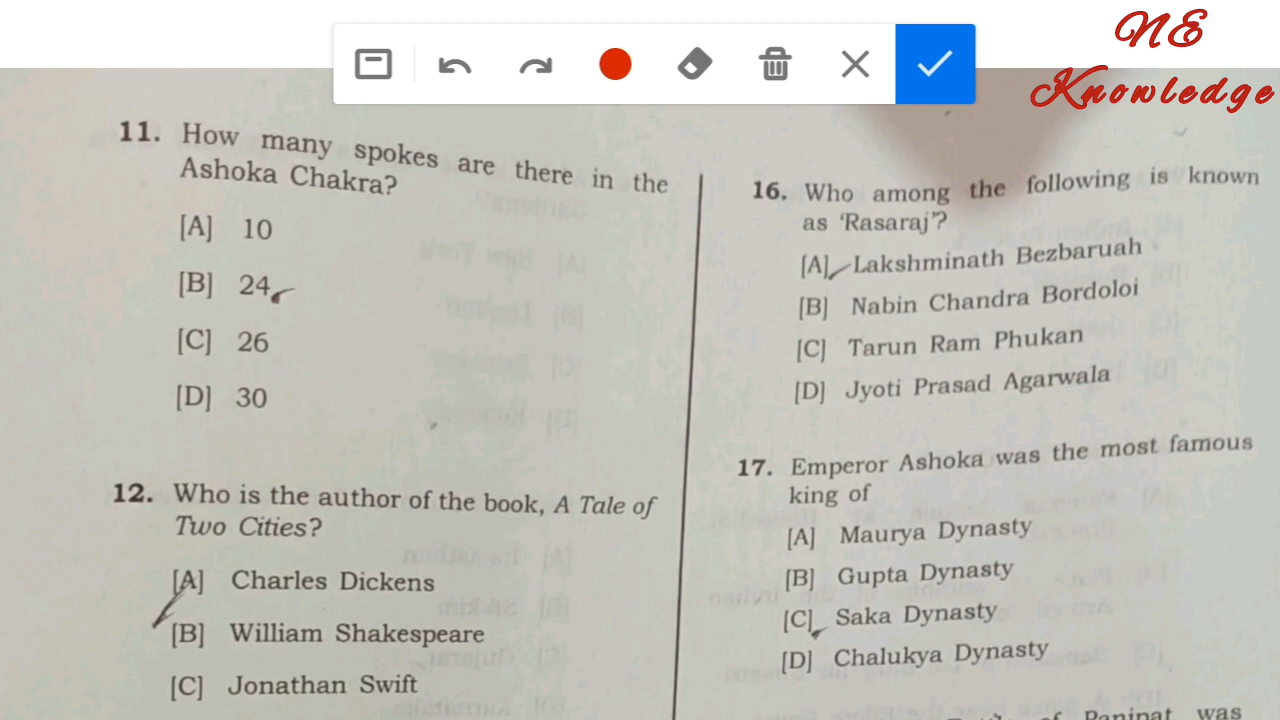 NE
Knowledge
11. How many spokes are there in the
Ashoka Chakra?
[A] 10
[B] 24
[C] 26
[D] 30
12. Who is the author of the book, A Tale of
Two Cities?
[A] Charles Dickens
[B] William Shakespeare
[C] Jonathan Swift
16. Who among the following is known
as ‘Rasaraj’?
[A] Lakshminath Bezbaruah
[B] Nabin Chandra Bordoloi
[C] Tarun Ram Phukan
[D] Jyoti Prasad Agarwala
17. Emperor Ashoka was the most famous
king of
[A] Maurya Dynasty
[B] Gupta Dynasty
[C] Saka Dynasty
[D] Chalukya Dynasty
of Panipat was